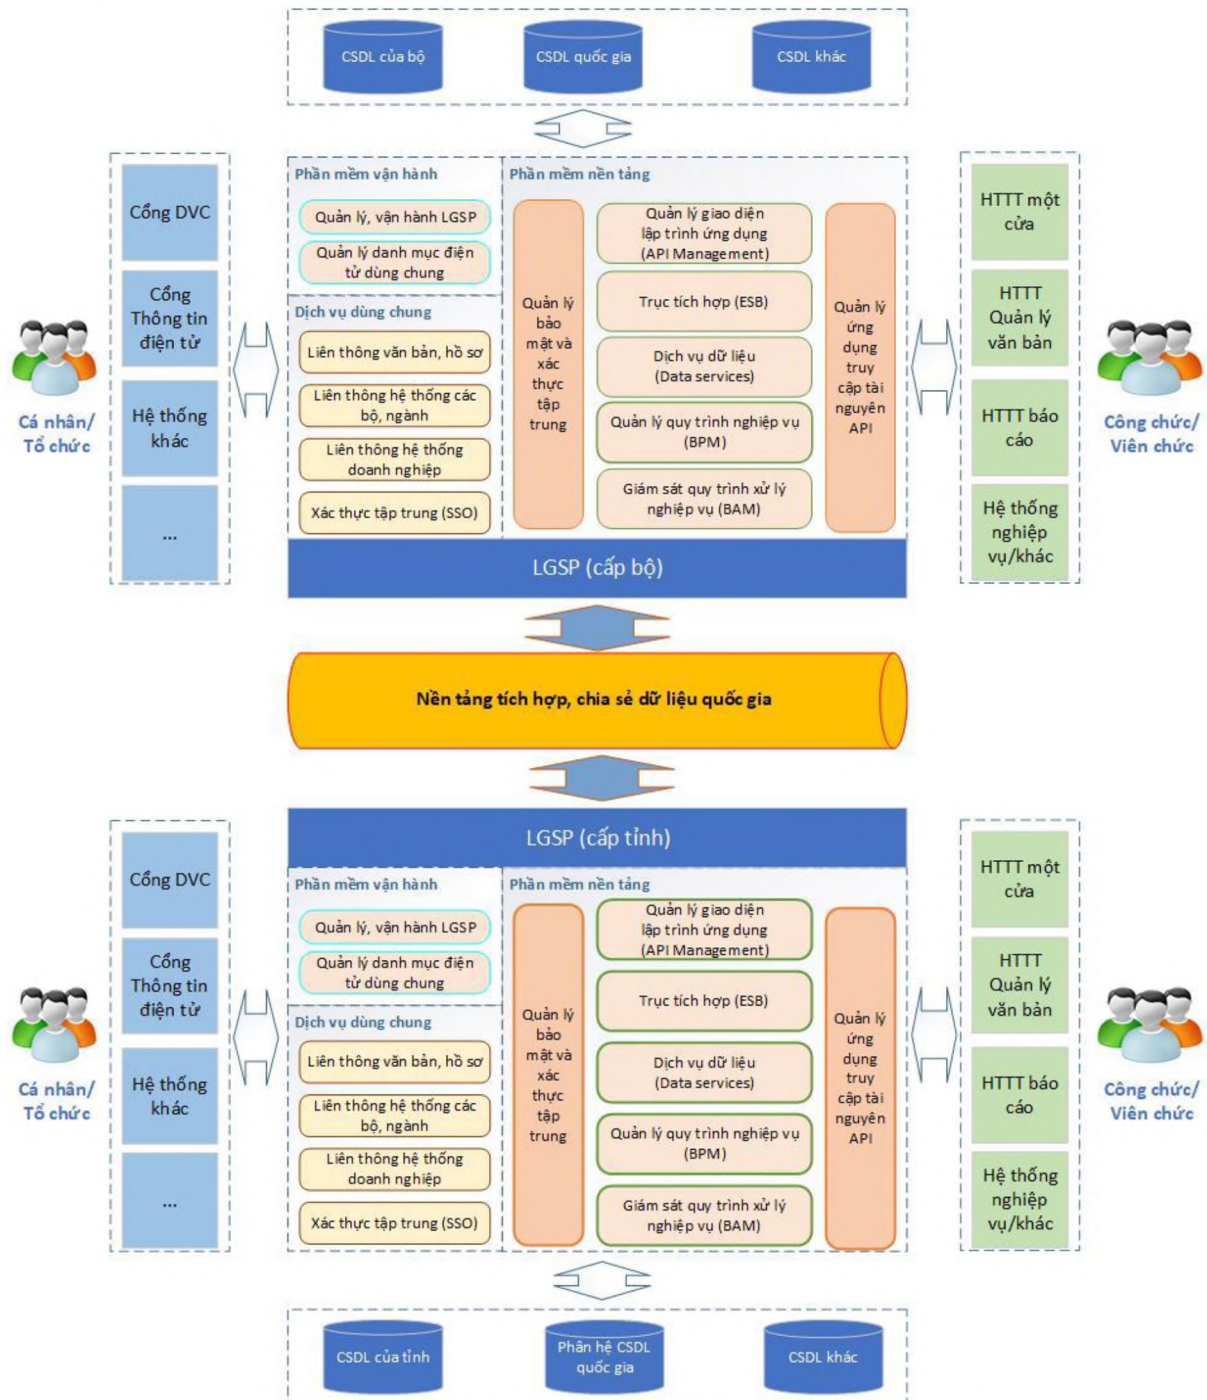 CSDL của bộ
CSDL quốc gia
CSDL khác
Cổng DVC
Cổng
Thông tin
điện tử
Hệ thống
khác
...
Cá nhân/
Tổ chức
Phần mềm vận hành
Quản lý, vận hành LGSP
Quản lý danh mục điện
tử dùng chung
Dịch vụ dùng chung
Liên thông văn bản, hồ sơ
Liên thông hệ thống các
bộ, ngành
Liên thông hệ thống
doanh nghiệp
Xác thực tập trung (SSO)
Phần mềm nền tảng
Quản lý
bảo
mật và
xác
thực
tập
trung
Quản lý giao diện
lập trình ứng dụng
(API Management)
Trục tích hợp (ESB)
Dịch vụ dữ liệu
(Data services)
Quản lý quy trình nghiệp vụ
(BPM)
Giám sát quy trình xử lý
nghiệp vụ (BAM)
Quản lý
ứng
dụng
truy
cập tài
nguyên
API
HTTT một
cửa
HTTT
Quản lý
văn bản
HTTT báo
cáo
Hệ thống
nghiệp
vụ/khác
Công chức/
Viên chức
LGSP (cấp bộ)
Nền tảng tích hợp, chia sẻ dữ liệu quốc gia
LGSP (cấp tỉnh)
Cổng DVC
Cổng
Thông tin
điện tử
Hệ thống
khác
...
Cá nhân/
Tổ chức
Phần mềm vận hành
Quản lý, vận hành LGSP
Quản lý danh mục điện
tử dùng chung
Dịch vụ dùng chung
Liên thông văn bản, hồ sơ
Liên thông hệ thống các
bộ, ngành
Liên thông hệ thống
doanh nghiệp
Xác thực tập trung (SSO)
Phần mềm nền tảng
Quản lý
bảo
mật và
xác
thực
tập
trung
Quản lý giao diện
lập trình ứng dụng
(API Management)
Trục tích hợp (ESB)
Dịch vụ dữ liệu
(Data services)
Quản lý quy trình nghiệp vụ
(BPM)
Giám sát quy trình xử lý
nghiệp vụ (BAM)
Quản lý
ứng
dụng
truy
cập tài
nguyên
API
HTTT một
cửa
HTTT
Quản lý
văn bản
HTTT báo
cáo
Hệ thống
nghiệp
vụ/khác
Công chức/
Viên chức
CSDL của tỉnh
Phân hệ CSDL
quốc gia
CSDL khác